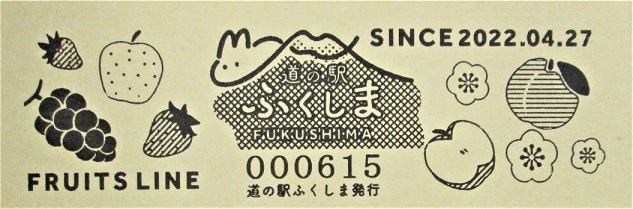 SINCE 2022.04.27
道の駅
ふくしま
FUKUSHIMA
000615
道の駅ふくしま発行
FRUITS LINE